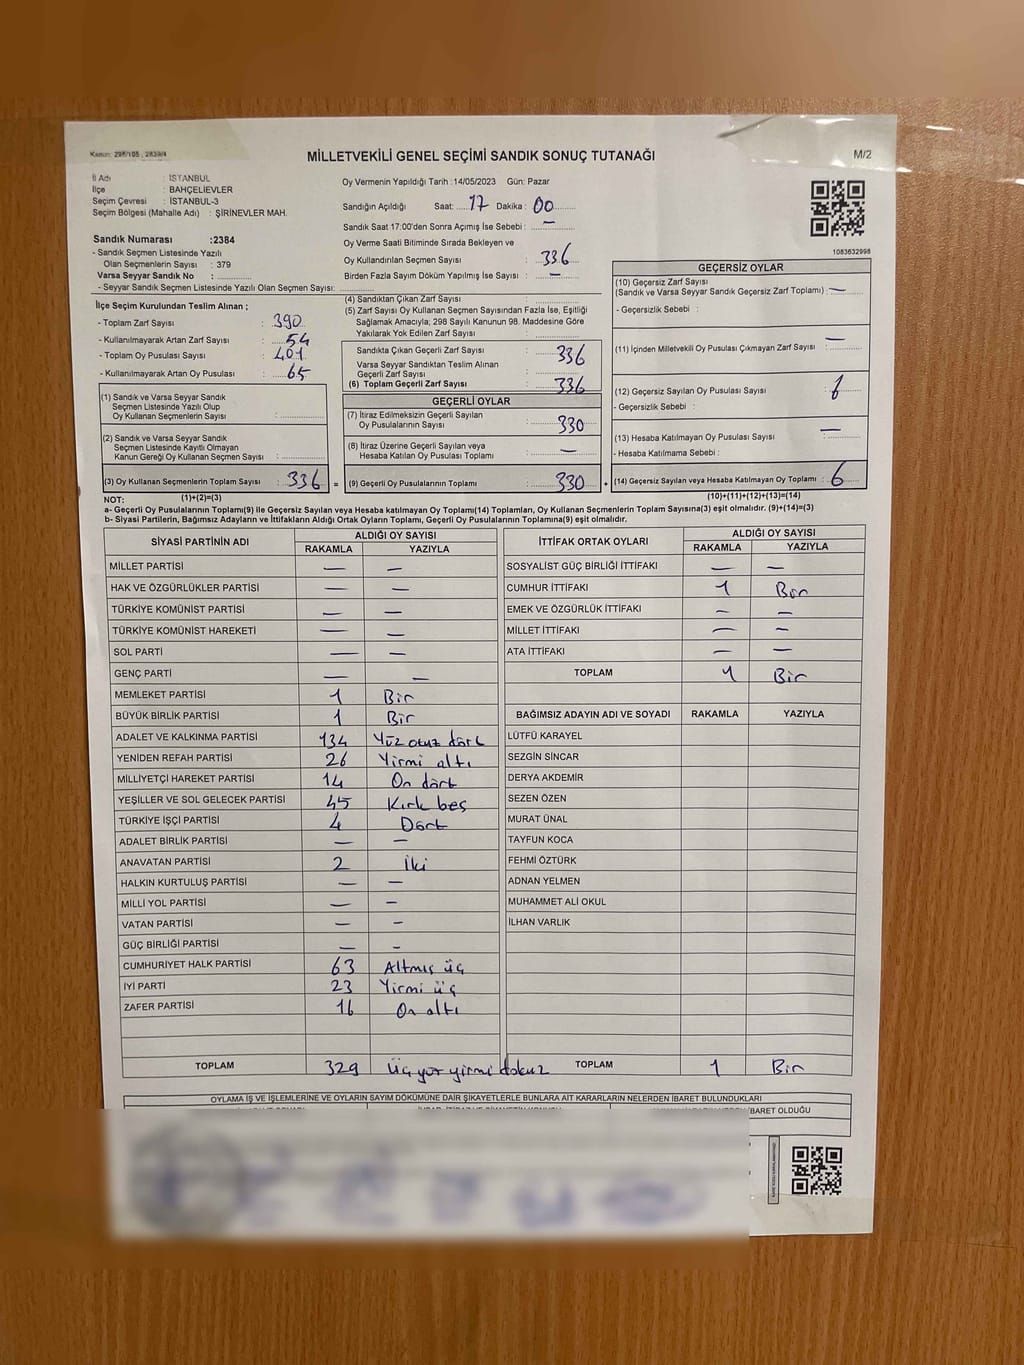 Kanun: 298/105 , 2839/4
MİLLETVEKİLİ GENEL SEÇİMİ SANDIK SONUÇ TUTANAĞI
M/2
İl Adı : İSTANBUL
İlçe : BAHÇELİEVLER
Seçim Çevresi : İSTANBUL-3
Seçim Bölgesi (Mahalle Adı) : ŞİRİNEVLER MAH.
Sandık Numarası :2384
- Sandık Seçmen Listesinde Yazılı
Olan Seçmenlerin Sayısı : 379
Varsa Seyyar Sandık No :
- Seyyar Sandık Seçmen Listesinde Yazılı Olan Seçmen Sayısı:
Oy Vermenin Yapıldığı Tarih :14/05/2023 Gün: Pazar
Sandığın Açıldığı Saat: 17 Dakika : 00
Sandık Saat 17:00'den Sonra Açımış İse Sebebi : —
Oy Verme Saati Bitiminde Sırada Bekleyen ve
Oy Kullandırılan Seçmen Sayısı : 336
Birden Fazla Sayım Döküm Yapılmış İse Sayısı : —
1083632998
İlçe Seçim Kurulundan Teslim Alınan ;
- Toplam Zarf Sayısı : 390
- Kullanılmayarak Artan Zarf Sayısı : 54
- Toplam Oy Pusulası Sayısı : 401
- Kullanılmayarak Artan Oy Pusulası : 65
(1) Sandık ve Varsa Seyyar Sandık
Seçmen Listesinde Yazılı Olup
Oy Kullanan Seçmenlerin Sayısı :
(2) Sandık ve Varsa Seyyar Sandık
Seçmen Listesinde Kayıtlı Olmayan
Kanun Gereği Oy Kullanan Seçmen Sayısı :
(3) Oy Kullanan Seçmenlerin Toplam Sayısı : 336 =
(4) Sandıktan Çıkan Zarf Sayısı :
(5) Zarf Sayısı Oy Kullanan Seçmen Sayısından Fazla İse, Eşitliği
Sağlamak Amacıyla; 298 Sayılı Kanunun 98. Maddesine Göre
Yakılarak Yok Edilen Zarf Sayısı :
Sandıkta Çıkan Geçerli Zarf Sayısı : 336
Varsa Seyyar Sandıktan Teslim Alınan
Geçerli Zarf Sayısı :
(6) Toplam Geçerli Zarf Sayısı : 336
GEÇERLİ OYLAR
(7) İtiraz Edilmeksizin Geçerli Sayılan
Oy Pusulalarının Sayısı : 330
(8) İtiraz Üzerine Geçerli Sayılan veya
Hesaba Katılan Oy Pusulası Toplamı : —
(9) Geçerli Oy Pusulalarının Toplamı : 330 +
GEÇERSİZ OYLAR
(10) Geçersiz Zarf Sayısı
(Sandık ve Varsa Seyyar Sandık Geçersiz Zarf Toplamı) : —
- Geçersizlik Sebebi :
(11) İçinden Milletvekili Oy Pusulası Çıkmayan Zarf Sayısı : —
(12) Geçersiz Sayılan Oy Pusulası Sayısı : 6
- Geçersizlik Sebebi :
(13) Hesaba Katılmayan Oy Pusulası Sayısı : —
- Hesaba Katılmama Sebebi :
(14) Geçersiz Sayılan veya Hesaba Katılmayan Oy Toplamı : 6
NOT: (1)+(2)=(3) (10)+(11)+(12)+(13)=(14)
a- Geçerli Oy Pusulalarının Toplamı(9) ile Geçersiz Sayılan veya Hesaba katılmayan Oy Toplamı(14) Toplamları, Oy Kullanan Seçmenlerin Toplam Sayısına(3) eşit olmalıdır. (9)+(14)=(3)
b- Siyasi Partilerin, Bağımsız Adayların ve İttifakların Aldığı Ortak Oyların Toplamı, Geçerli Oy Pusulalarının Toplamına(9) eşit olmalıdır.
SİYASİ PARTİNİN ADI ALDIĞI OY SAYISI
RAKAMLA YAZIYLA
MİLLET PARTİSİ — —
HAK VE ÖZGÜRLÜKLER PARTİSİ — —
TÜRKİYE KOMÜNİST PARTİSİ — —
TÜRKİYE KOMÜNİST HAREKETİ — —
SOL PARTİ — —
GENÇ PARTİ — —
MEMLEKET PARTİSİ 1 Bir
BÜYÜK BİRLİK PARTİSİ 1 Bir
ADALET VE KALKINMA PARTİSİ 134 Yüz otuz dört
YENİDEN REFAH PARTİSİ 26 Yirmi altı
MİLLİYETÇİ HAREKET PARTİSİ 14 On dört
YEŞİLLER VE SOL GELECEK PARTİSİ 45 Kırk beş
TÜRKİYE İŞÇİ PARTİSİ 4 Dört
ADALET BİRLİK PARTİSİ — —
ANAVATAN PARTİSİ 2 İki
HALKIN KURTULUŞ PARTİSİ — —
MİLLİ YOL PARTİSİ — —
VATAN PARTİSİ — —
GÜÇ BİRLİĞİ PARTİSİ — —
CUMHURİYET HALK PARTİSİ 63 Altmış üç
İYİ PARTİ 23 Yirmi üç
ZAFER PARTİSİ 16 On altı
TOPLAM 329 üç yüz yirmi dokuz
İTTİFAK ORTAK OYLARI ALDIĞI OY SAYISI
RAKAMLA YAZIYLA
SOSYALİST GÜÇ BİRLİĞİ İTTİFAKI — —
CUMHUR İTTİFAKI 1 Bir
EMEK VE ÖZGÜRLÜK İTTİFAKI — —
MİLLET İTTİFAKI — —
ATA İTTİFAKI — —
TOPLAM 1 Bir
BAĞIMSIZ ADAYIN ADI VE SOYADI RAKAMLA YAZIYLA
LÜTFÜ KARAYEL
SEZGİN SİNCAR
DERYA AKDEMİR
SEZEN ÖZEN
MURAT ÜNAL
TAYFUN KOCA
FEHMİ ÖZTÜRK
ADNAN YELMEN
MUHAMMET ALİ OKUL
İLHAN VARLIK
TOPLAM 1 Bir
OYLAMA İŞ VE İŞLEMLERİNE VE OYLARIN SAYIM DÖKÜMÜNE DAİR ŞİKAYETLERLE BUNLARA AİT KARARLARIN NELERDEN İBARET BULUNDUKLARI
İBARET OLDUĞU